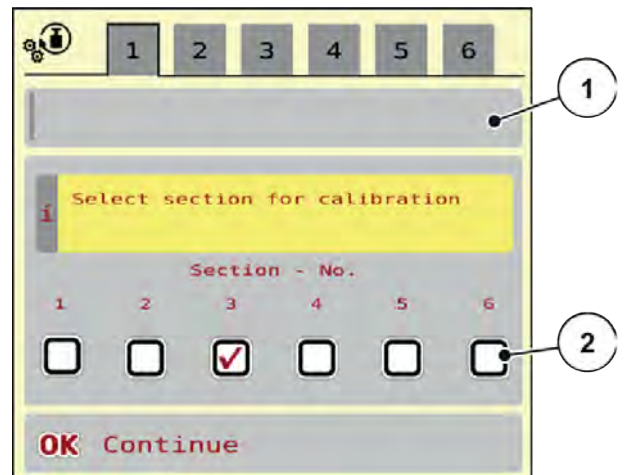 1 2 3 4 5 6
1
i Select section for calibration
Section - No.
1 2 3 4 5 6
2
OK Continue